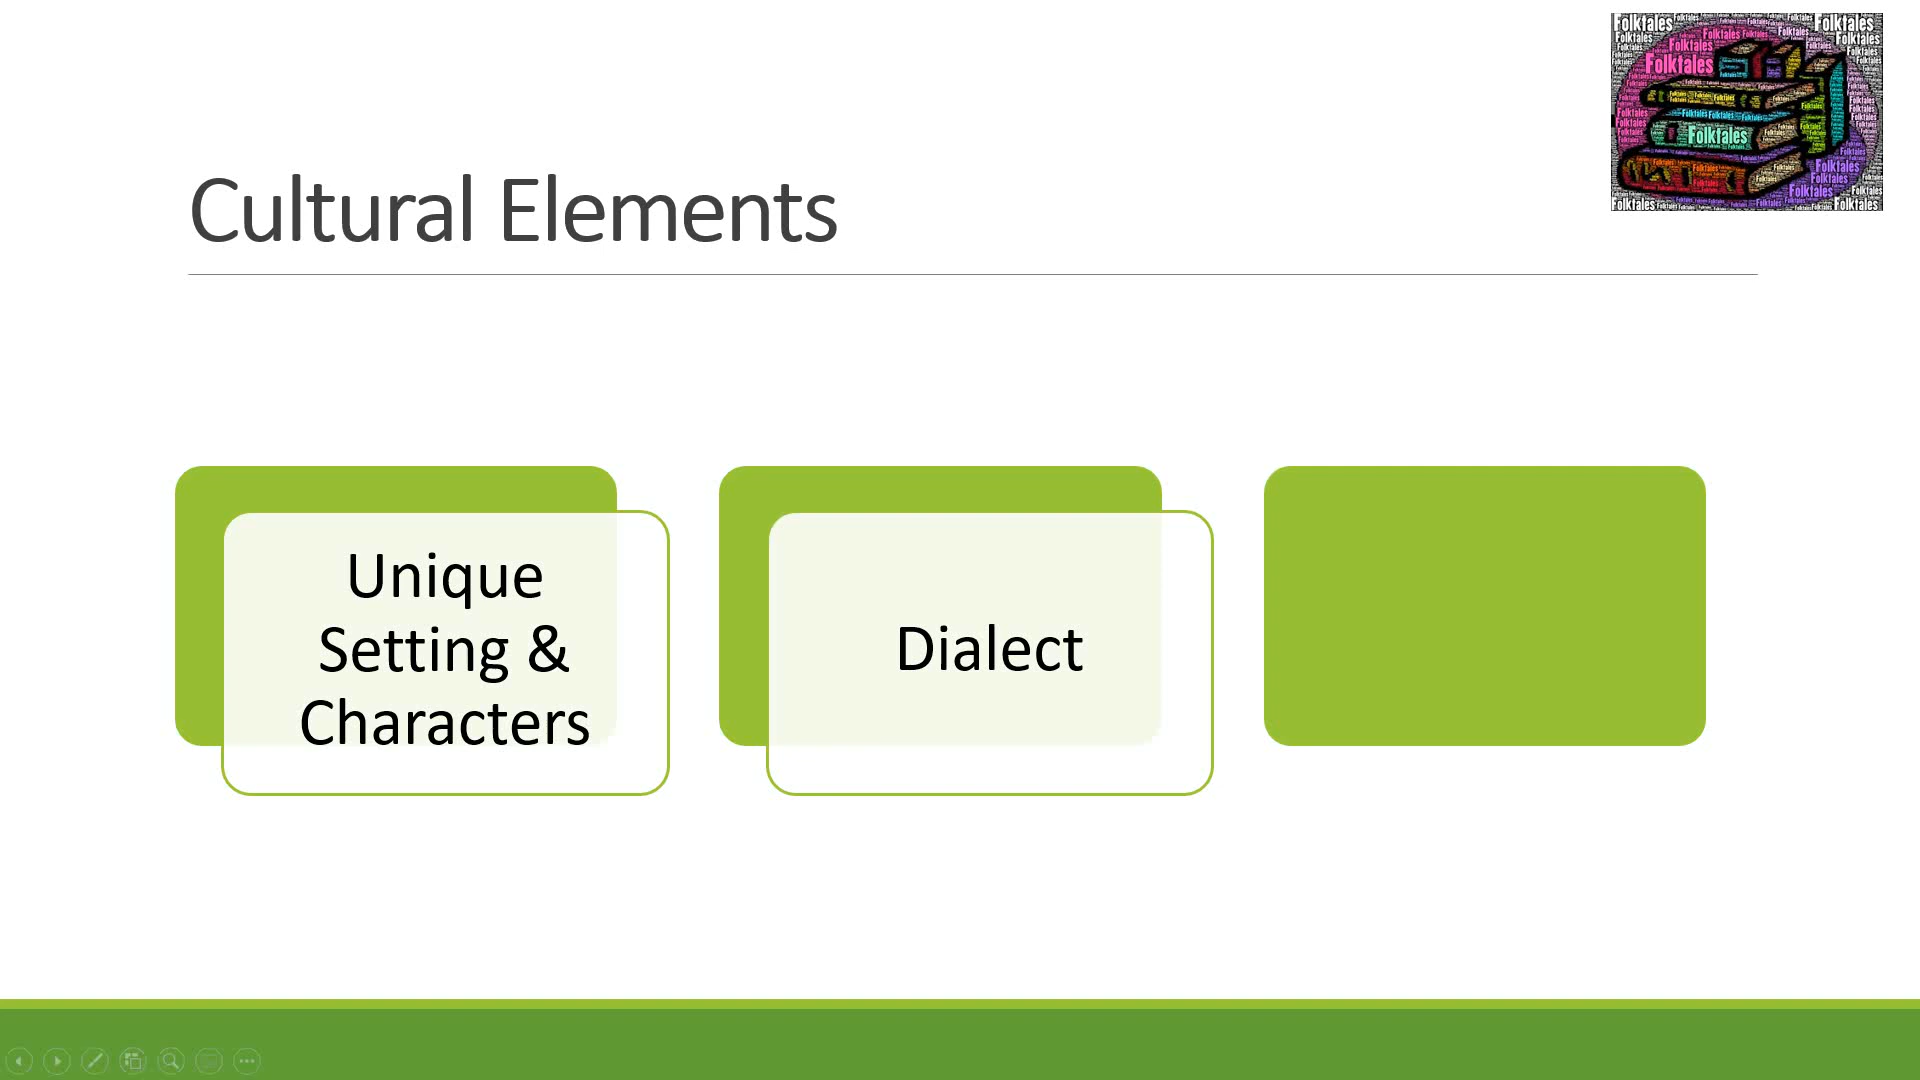 Folktales
Cultural Elements
Unique
Setting &
Characters
Dialect